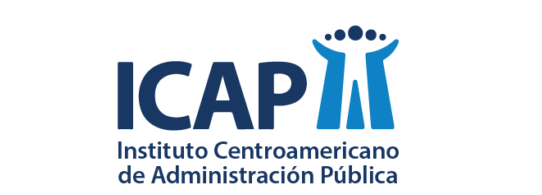 ICAP
Instituto Centroamericano
de Administración Pública